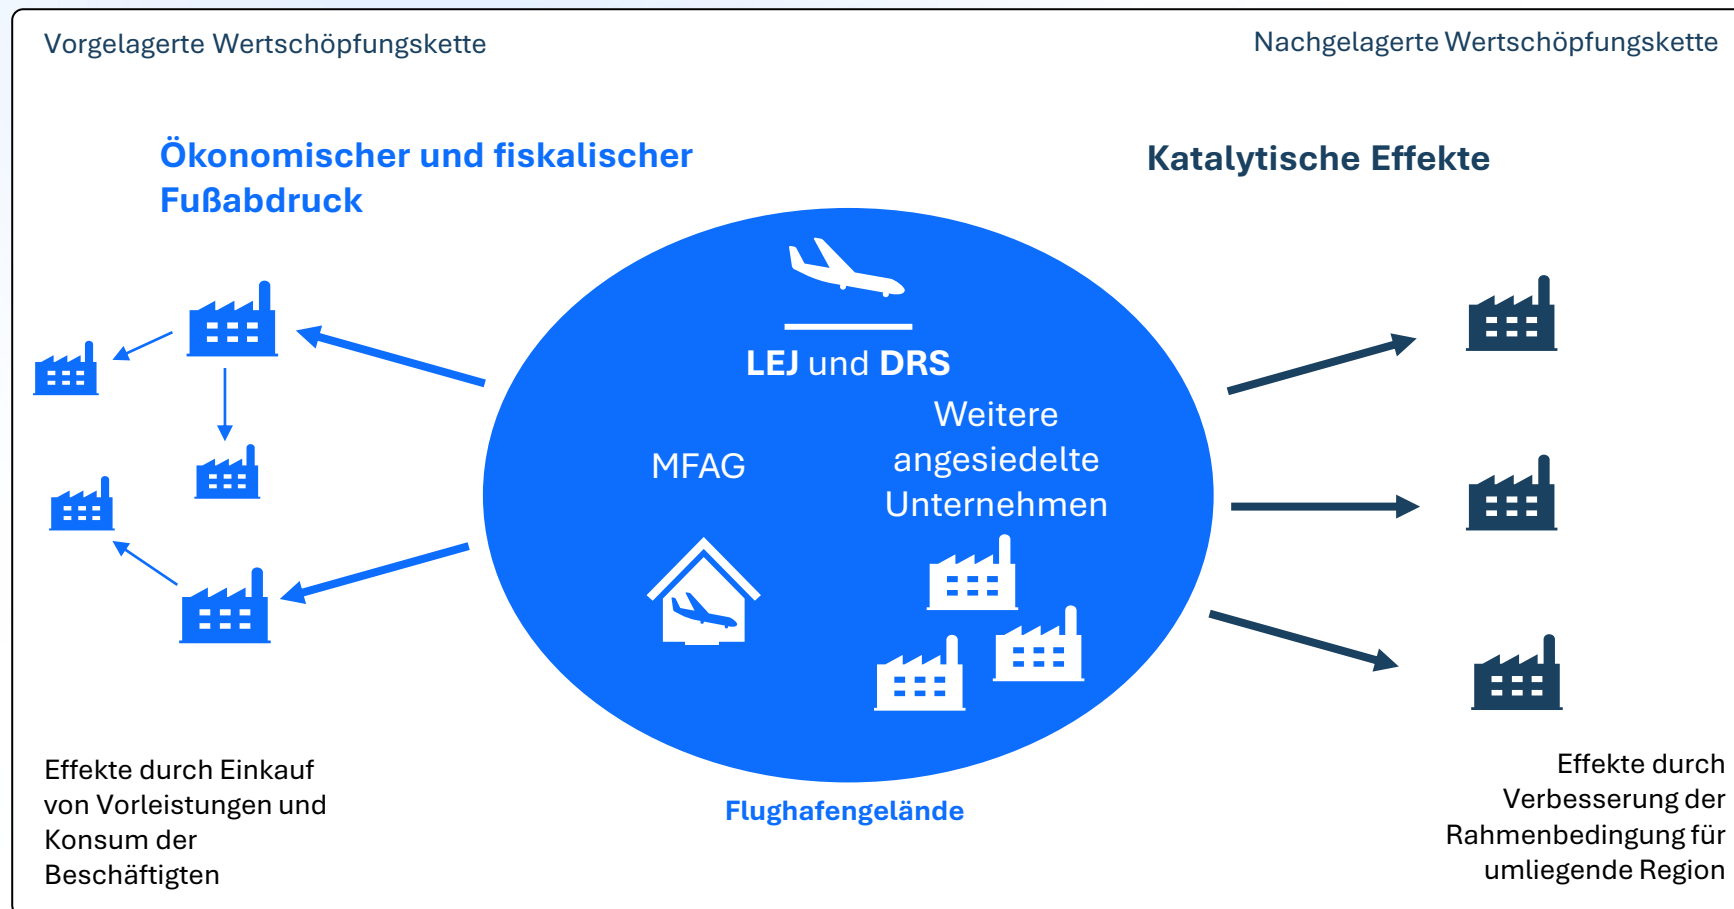 Vorgelagerte Wertschöpfungskette
Nachgelagerte Wertschöpfungskette
Ökonomischer und fiskalischer
Fußabdruck
Katalytische Effekte
LEJ und DRS
MFAG
Weitere
angesiedelte
Unternehmen
Flughafengelände
Effekte durch Einkauf
von Vorleistungen und
Konsum der
Beschäftigten
Effekte durch
Verbesserung der
Rahmenbedingung für
umliegende Region